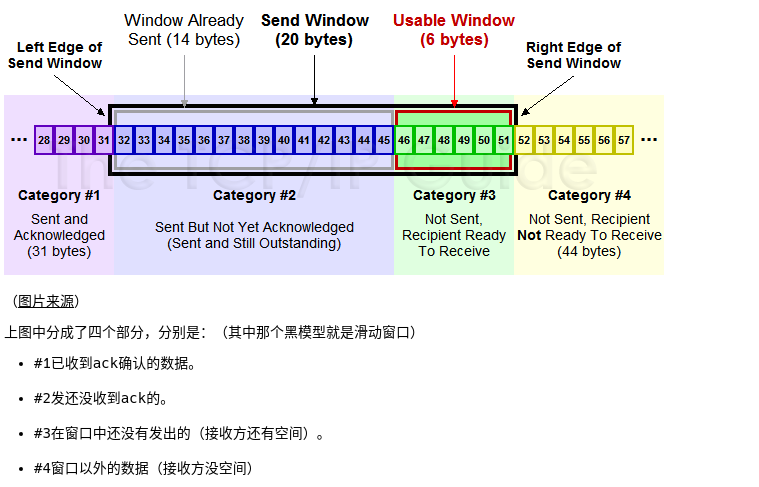 Window Already
Sent (14 bytes)
Send Window
(20 bytes)
Usable Window
(6 bytes)
Left Edge of
Send Window
Right Edge of
Send Window
... 28 29 30 31 32 33 34 35 36 37 38 39 40 41 42 43 44 45 46 47 48 49 50 51 52 53 54 55 56 57 ...
The TCP/IP Guide
Category #1
Sent and
Acknowledged
(31 bytes)
Category #2
Sent But Not Yet Acknowledged
(Sent and Still Outstanding)
Category #3
Not Sent,
Recipient Ready
To Receive
Category #4
Not Sent, Recipient
Not Ready To Receive
(44 bytes)
（图片来源）
上图中分成了四个部分，分别是：（其中那个黑模型就是滑动窗口）
• #1已收到ack确认的数据。
• #2发还没收到ack的。
• #3在窗口中还没有发出的（接收方还有空间）。
• #4窗口以外的数据（接收方没空间）